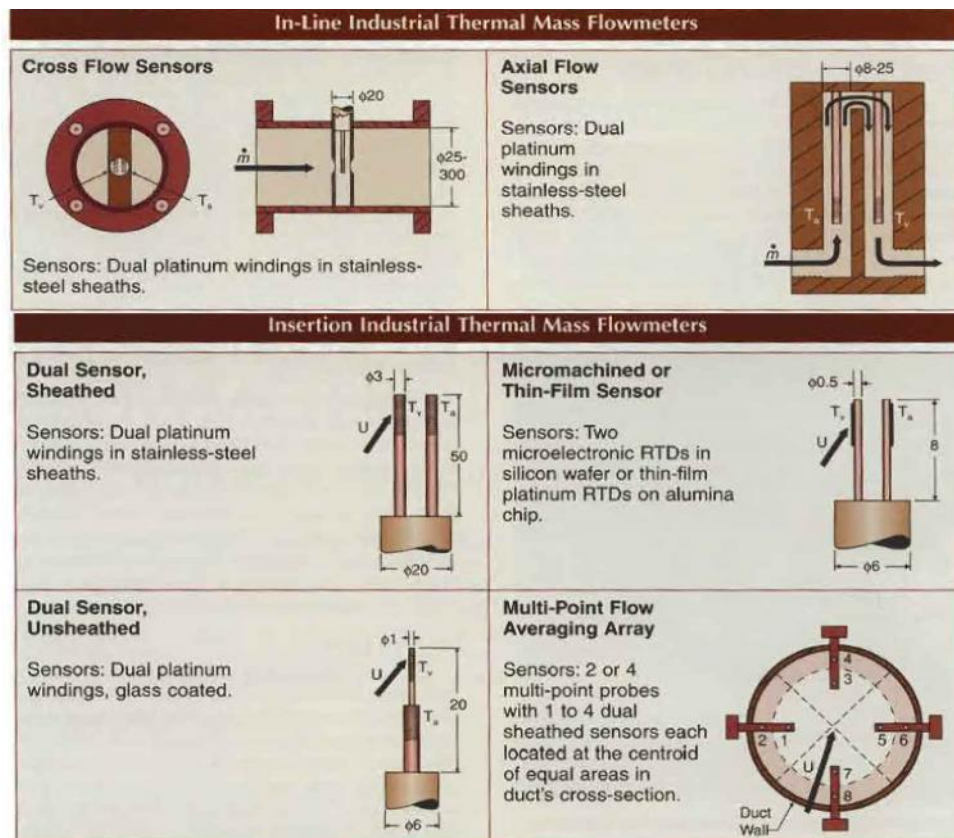 In-Line Industrial Thermal Mass Flowmeters
Cross Flow Sensors
ϕ20
ṁ
ϕ25-
300
Tv
Ts
Sensors: Dual platinum windings in stainless-
steel sheaths.
Axial Flow
Sensors
Sensors: Dual
platinum
windings in
stainless-steel
sheaths.
ϕ8-25
Ta
Tv
ṁ
Insertion Industrial Thermal Mass Flowmeters
Dual Sensor,
Sheathed
Sensors: Dual platinum
windings in stainless-steel
sheaths.
ϕ3
Tv
Ta
U
50
ϕ20
Micromachined or
Thin-Film Sensor
Sensors: Two
microelectronic RTDs in
silicon wafer or thin-film
platinum RTDs on alumina
chip.
ϕ0.5
Tv
Ta
U
8
ϕ6
Dual Sensor,
Unsheathed
Sensors: Dual platinum
windings, glass coated.
ϕ1
U
Tv
Ta
20
ϕ6
Multi-Point Flow
Averaging Array
Sensors: 2 or 4
multi-point probes
with 1 to 4 dual
sheathed sensors each
located at the centroid
of equal areas in
duct's cross-section.
4
3
2 1
5 6
U
7
8
Duct
Wall